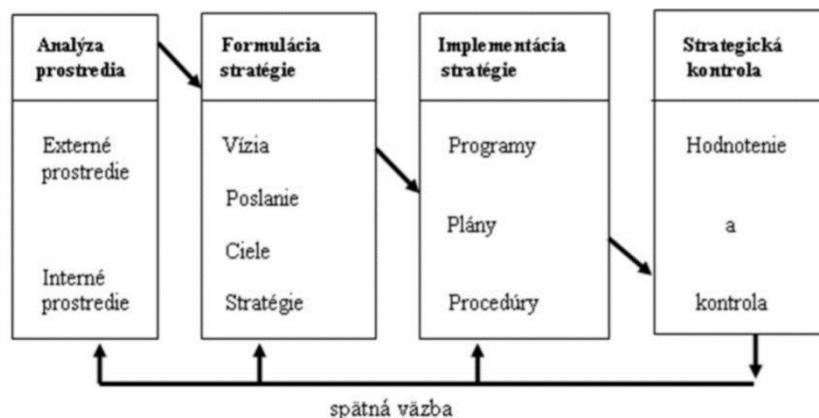 Analýza
prostredia
Externé
prostredie
Interné
prostredie
Formulácia
stratégie
Vízia
Poslanie
Ciele
Stratégie
Implementácia
stratégie
Programy
Plány
Procedúry
Strategická
kontrola
Hodnotenie
a
kontrola
spätná väzba